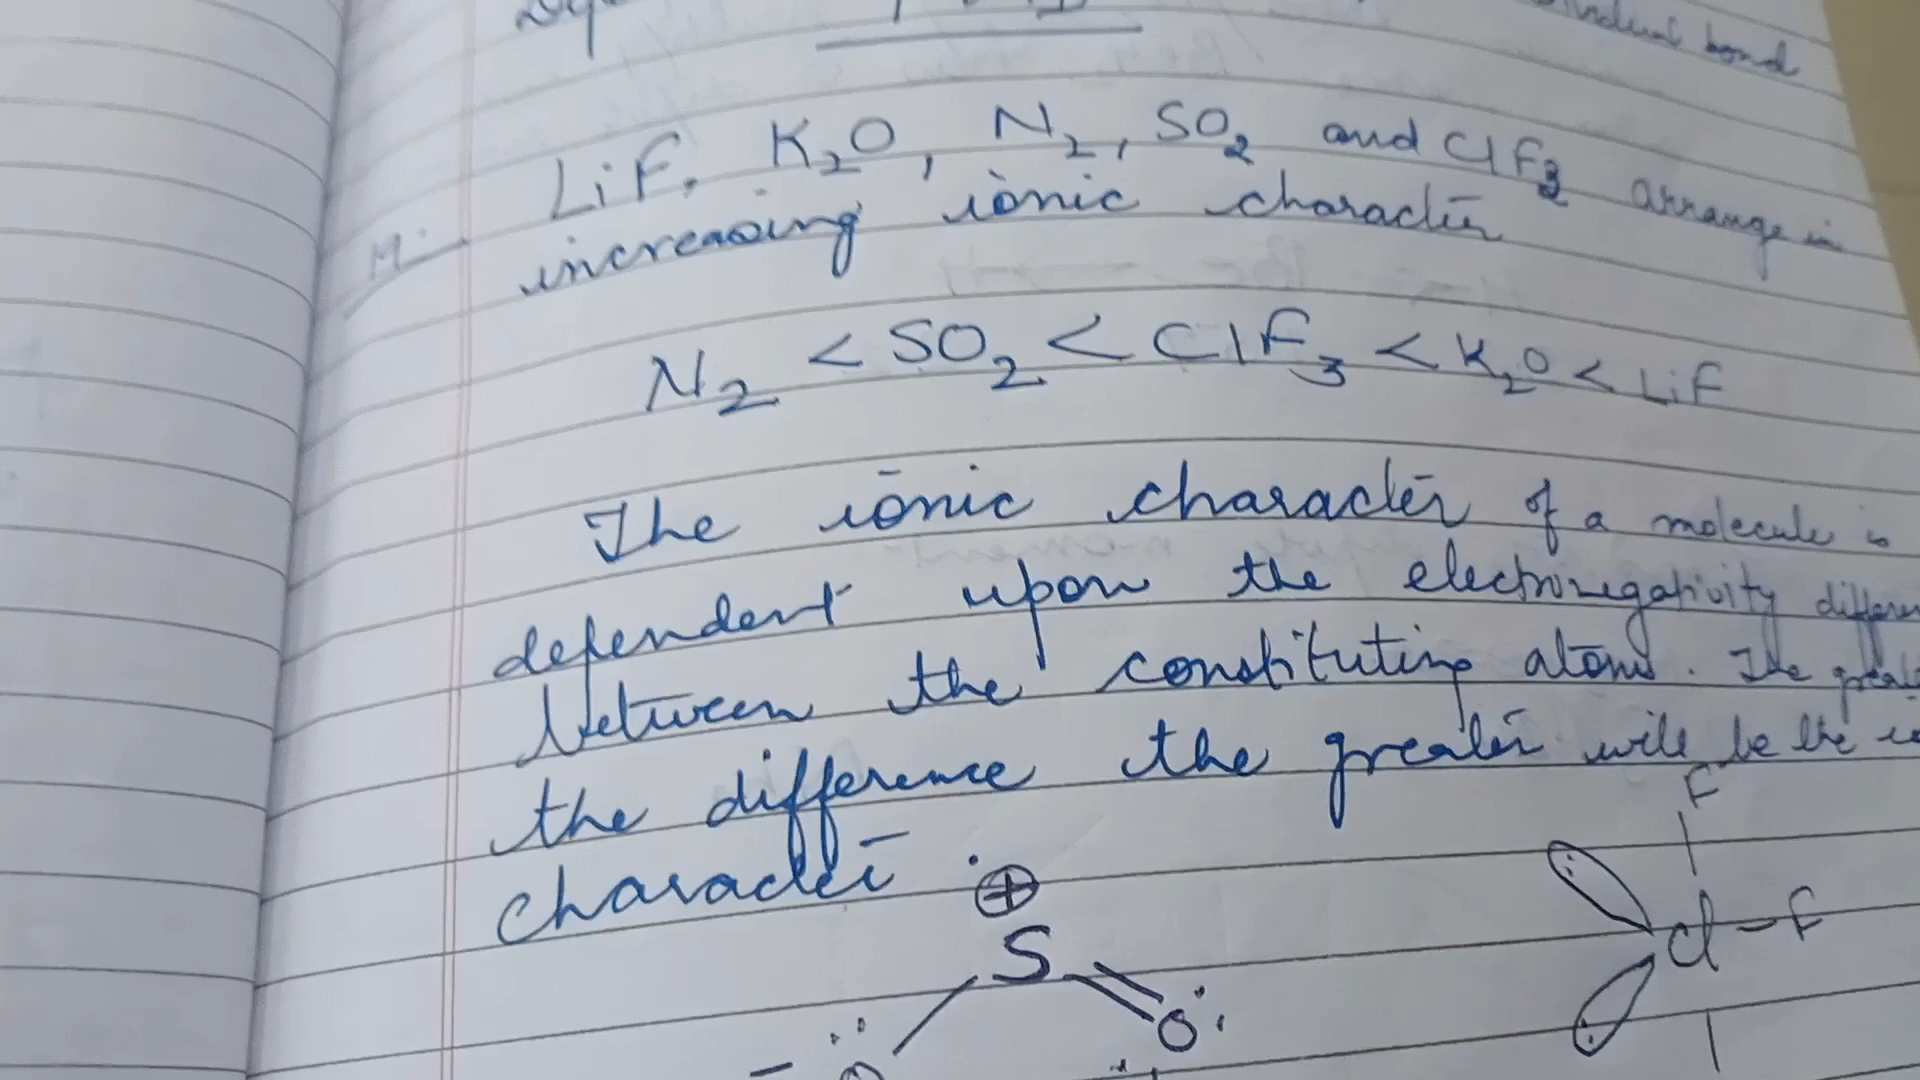 bond
LiF, K₂O, N₂, SO₂ and ClF₃ arrange in
increasing ionic character
N₂ < SO₂ < ClF₃ < K₂O < LiF
The ionic character of a molecule is
dependent upon the electronegativity
between the constituting atoms. The
the difference the greater will be the
character
⊕
S
O
F
Cl-F